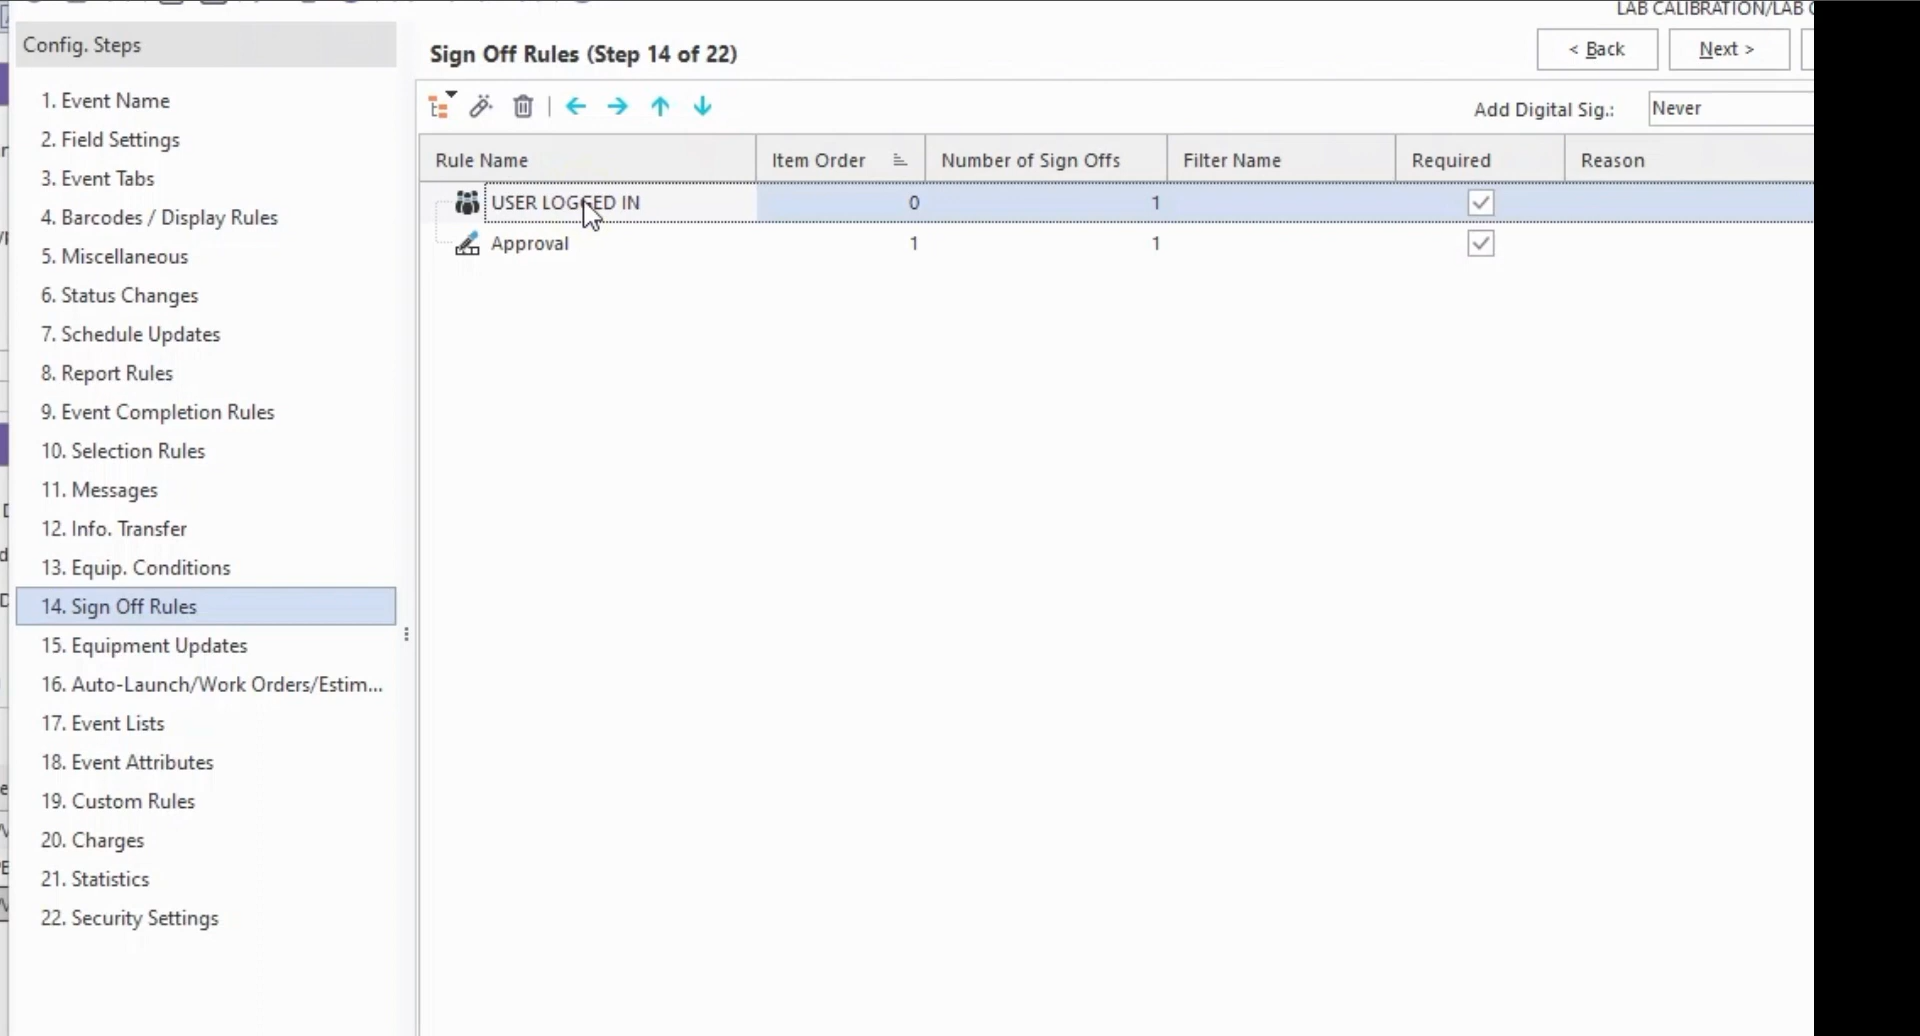 LAB CALIBRATION/LAB
Config. Steps
Sign Off Rules (Step 14 of 22)
< Back
Next >
1. Event Name
2. Field Settings
3. Event Tabs
4. Barcodes / Display Rules
5. Miscellaneous
6. Status Changes
7. Schedule Updates
8. Report Rules
9. Event Completion Rules
10. Selection Rules
11. Messages
12. Info. Transfer
13. Equip. Conditions
14. Sign Off Rules
15. Equipment Updates
16. Auto-Launch/Work Orders/Estim...
17. Event Lists
18. Event Attributes
19. Custom Rules
20. Charges
21. Statistics
22. Security Settings
Add Digital Sig.: Never
Rule Name Item Order Number of Sign Offs Filter Name Required Reason
USER LOGGED IN 0 1
Approval 1 1